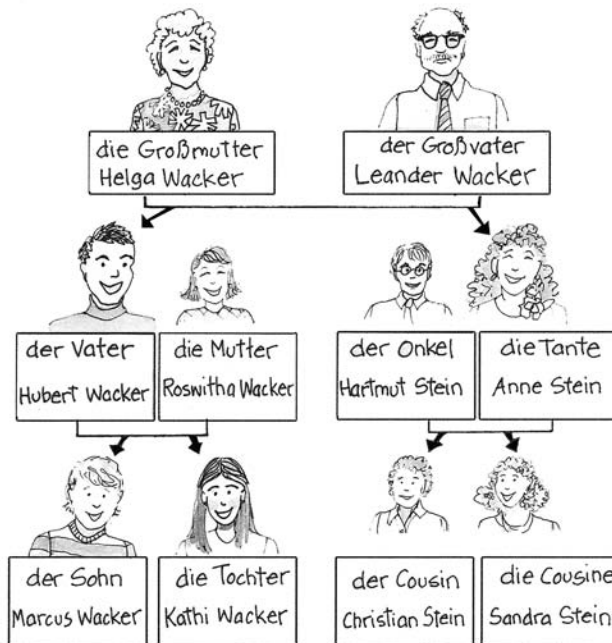 die Großmutter
Helga Wacker
der Großvater
Leander Wacker
der Vater
Hubert Wacker
die Mutter
Roswitha Wacker
der Onkel
Hartmut Stein
die Tante
Anne Stein
der Sohn
Marcus Wacker
die Tochter
Kathi Wacker
der Cousin
Christian Stein
die Cousine
Sandra Stein